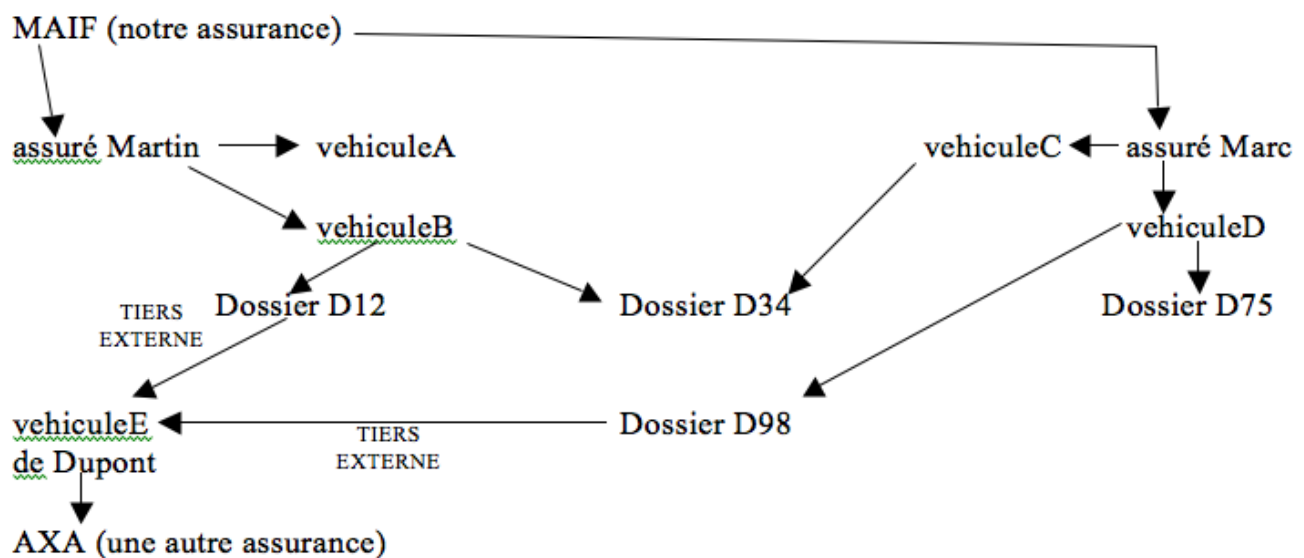 MAIF (notre assurance)
assuré Martin
vehiculeA
vehiculeC
assuré Marc
vehiculeB
vehiculeD
TIERS
EXTERNE
Dossier D12
Dossier D34
Dossier D75
vehiculeE
de Dupont
TIERS
EXTERNE
Dossier D98
AXA (une autre assurance)